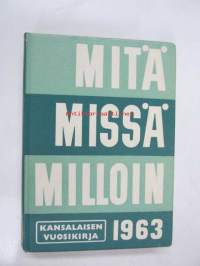 MITÄ
MISSÄ
MILLOIN
KANSALAISEN
VUOSIKIRJA
1963